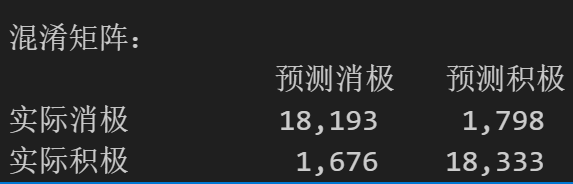 混淆矩阵:
预测消极 预测积极
实际消极 18,193 1,798
实际积极 1,676 18,333